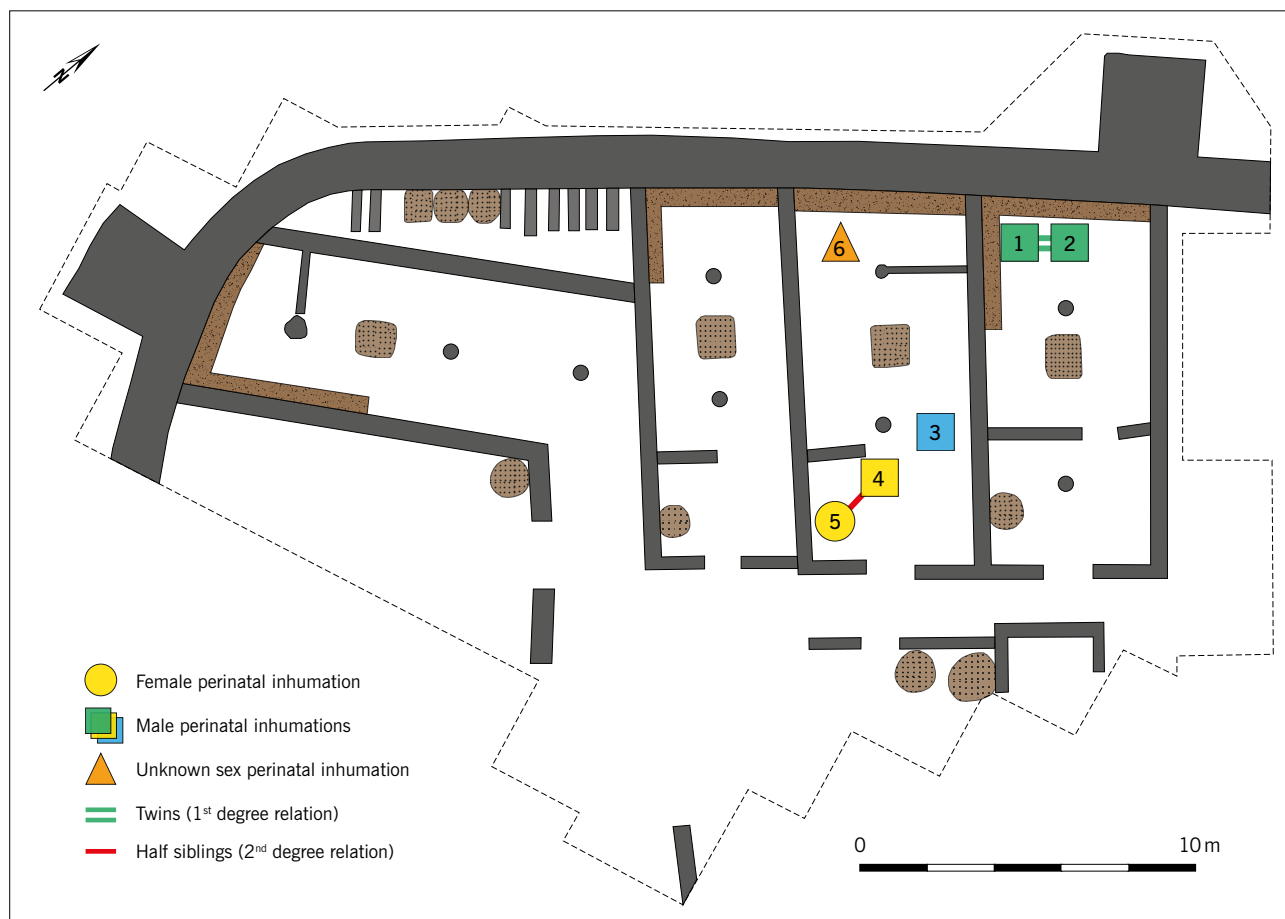 N
1 2
6
3
4
5
Female perinatal inhumation
Male perinatal inhumations
Unknown sex perinatal inhumation
Twins (1st degree relation)
Half siblings (2nd degree relation)
0 10 m